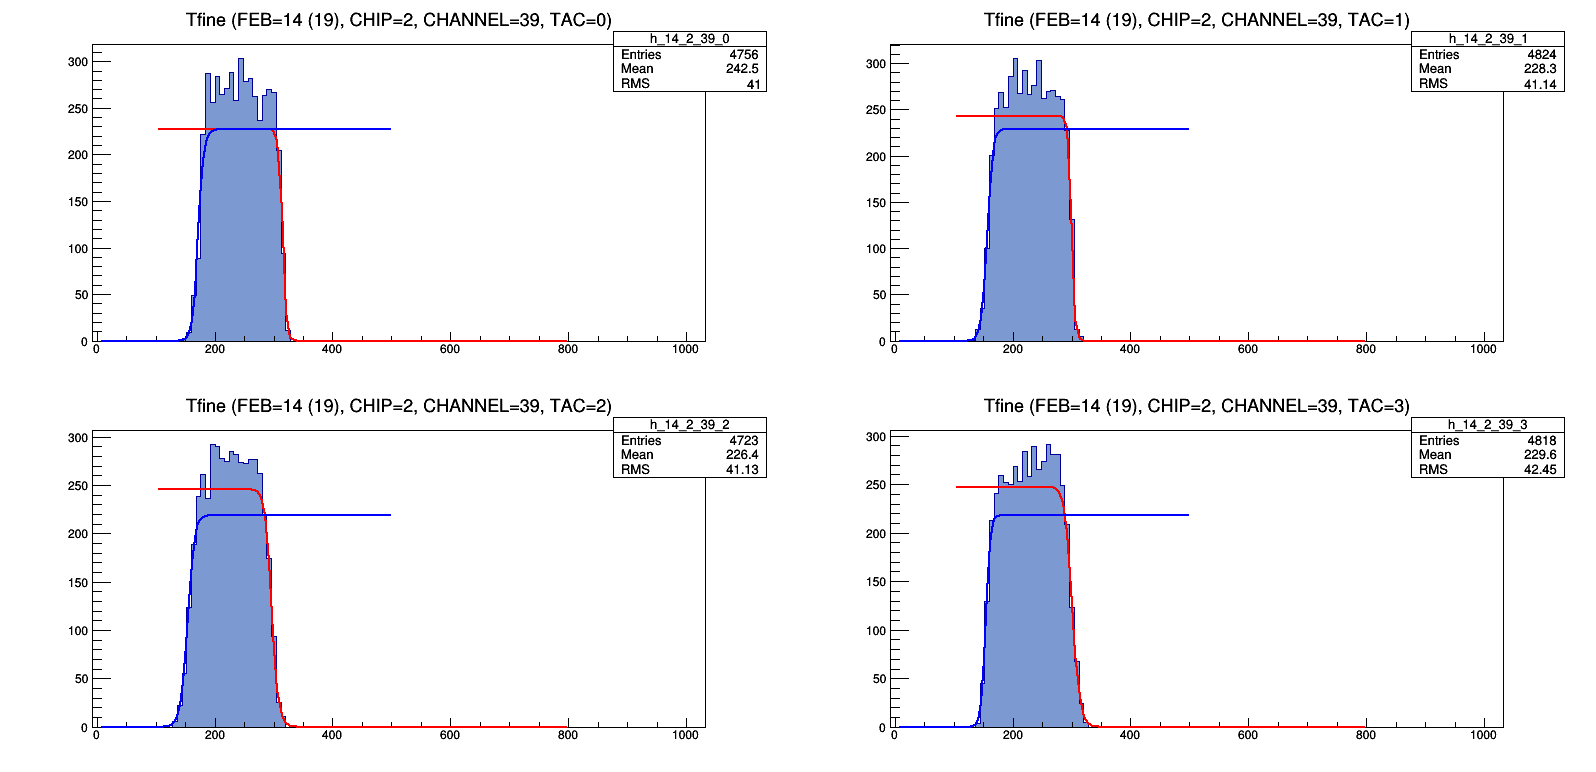 Tfine (FEB=14 (19), CHIP=2, CHANNEL=39, TAC=0)
h_14_2_39_0
Entries 4756
Mean 242.5
RMS 41
300
250
200
150
100
50
0
0 200 400 600 800 1000
Tfine (FEB=14 (19), CHIP=2, CHANNEL=39, TAC=1)
h_14_2_39_1
Entries 4824
Mean 228.3
RMS 41.14
300
250
200
150
100
50
0
0 200 400 600 800 1000
Tfine (FEB=14 (19), CHIP=2, CHANNEL=39, TAC=2)
h_14_2_39_2
Entries 4723
Mean 226.4
RMS 41.13
300
250
200
150
100
50
0
0 200 400 600 800 1000
Tfine (FEB=14 (19), CHIP=2, CHANNEL=39, TAC=3)
h_14_2_39_3
Entries 4818
Mean 229.6
RMS 42.45
300
250
200
150
100
50
0
0 200 400 600 800 1000